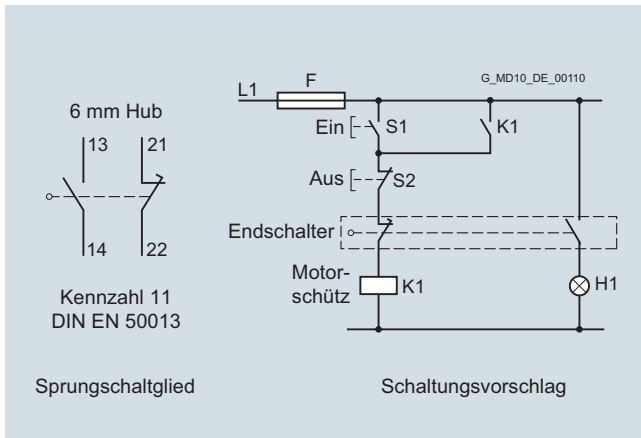 6 mm Hub
13 21
14 22
Kennzahl 11
DIN EN 50013
Sprungschaltglied
G_MD10_DE_00110
L1 F
Ein S1 K1
Aus S2
Endschalter
Motor-
schütz K1 H1
Schaltungsvorschlag